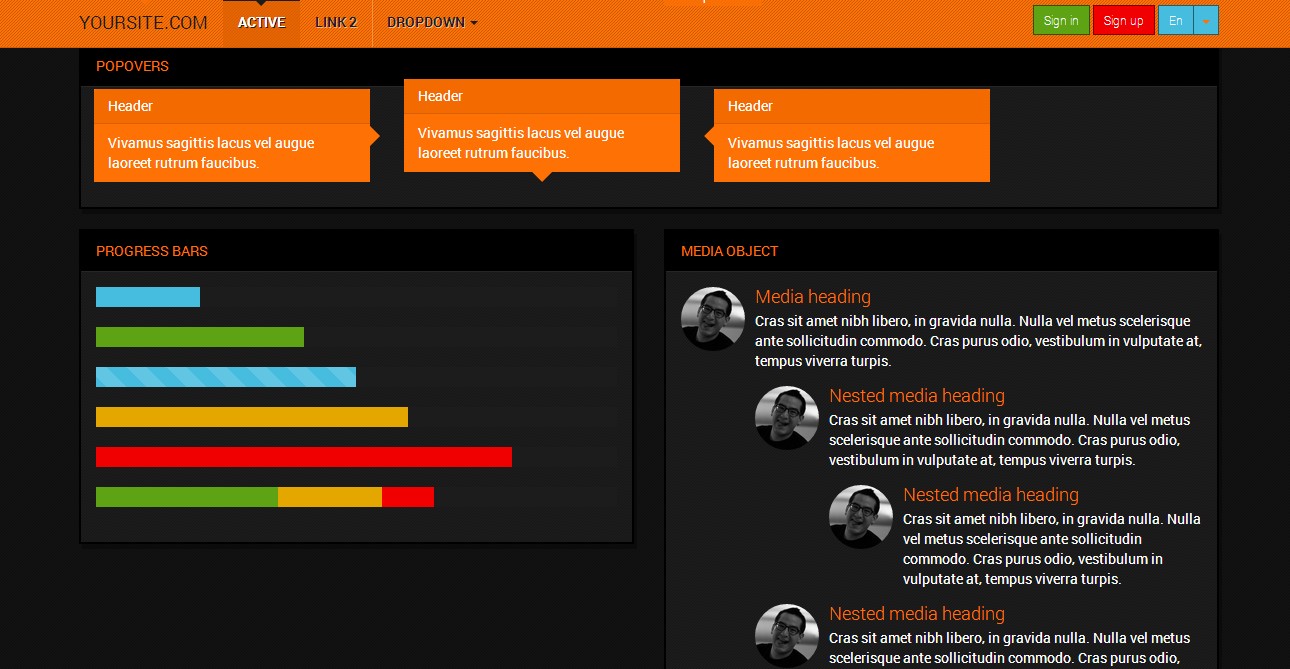 YOURSITE.COM ACTIVE LINK 2 DROPDOWN Sign in Sign up En
POPOVERS
Header
Vivamus sagittis lacus vel augue
laoreet rutrum faucibus.
Header
Vivamus sagittis lacus vel augue
laoreet rutrum faucibus.
Header
Vivamus sagittis lacus vel augue
laoreet rutrum faucibus.
PROGRESS BARS
MEDIA OBJECT
Media heading
Cras sit amet nibh libero, in gravida nulla. Nulla vel metus scelerisque
ante sollicitudin commodo. Cras purus odio, vestibulum in vulputate at,
tempus viverra turpis.
Nested media heading
Cras sit amet nibh libero, in gravida nulla. Nulla vel metus
scelerisque ante sollicitudin commodo. Cras purus odio,
vestibulum in vulputate at, tempus viverra turpis.
Nested media heading
Cras sit amet nibh libero, in gravida nulla. Nulla
vel metus scelerisque ante sollicitudin
commodo. Cras purus odio, vestibulum in
vulputate at, tempus viverra turpis.
Nested media heading
Cras sit amet nibh libero, in gravida nulla. Nulla vel metus
scelerisque ante sollicitudin commodo. Cras purus odio,